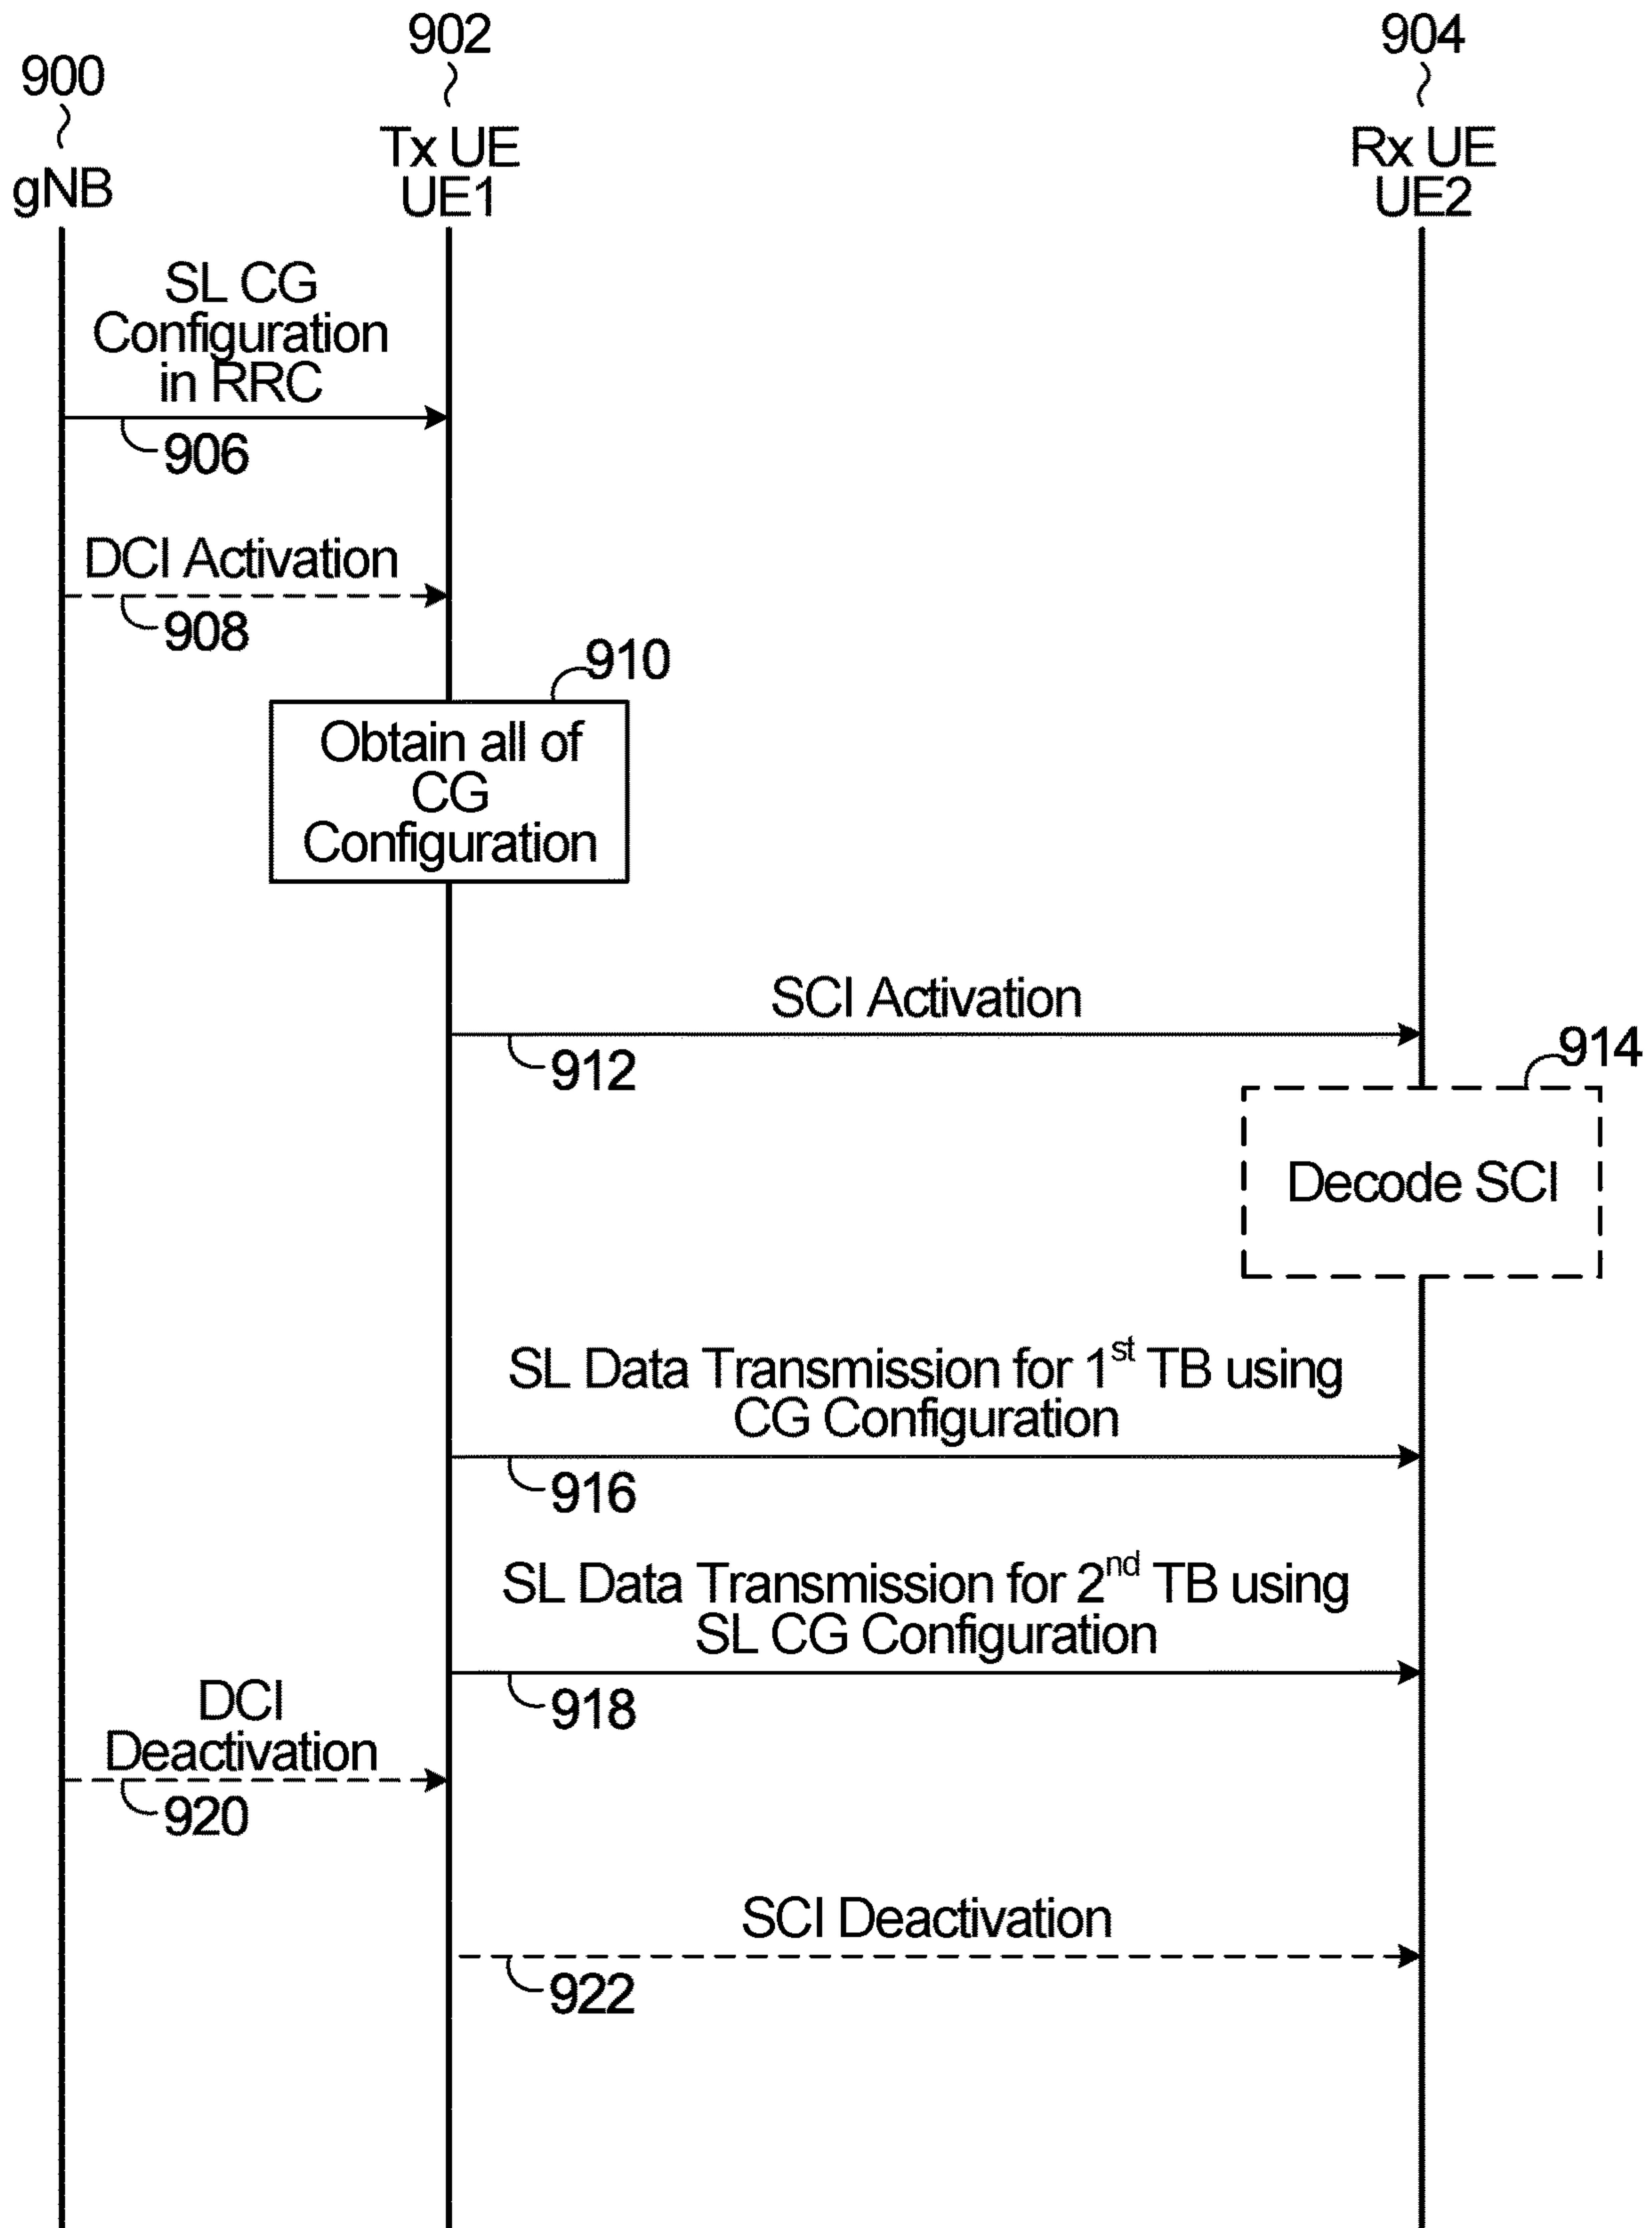 900
902
904
gNB
Tx UE
UE1
Rx UE
UE2
SL CG
Configuration
in RRC
906
DCI Activation
908
910
Obtain all of
CG
Configuration
SCI Activation
912
914
Decode SCI
SL Data Transmission for 1st TB using
CG Configuration
916
SL Data Transmission for 2nd TB using
SL CG Configuration
918
DCI
Deactivation
920
SCI Deactivation
922